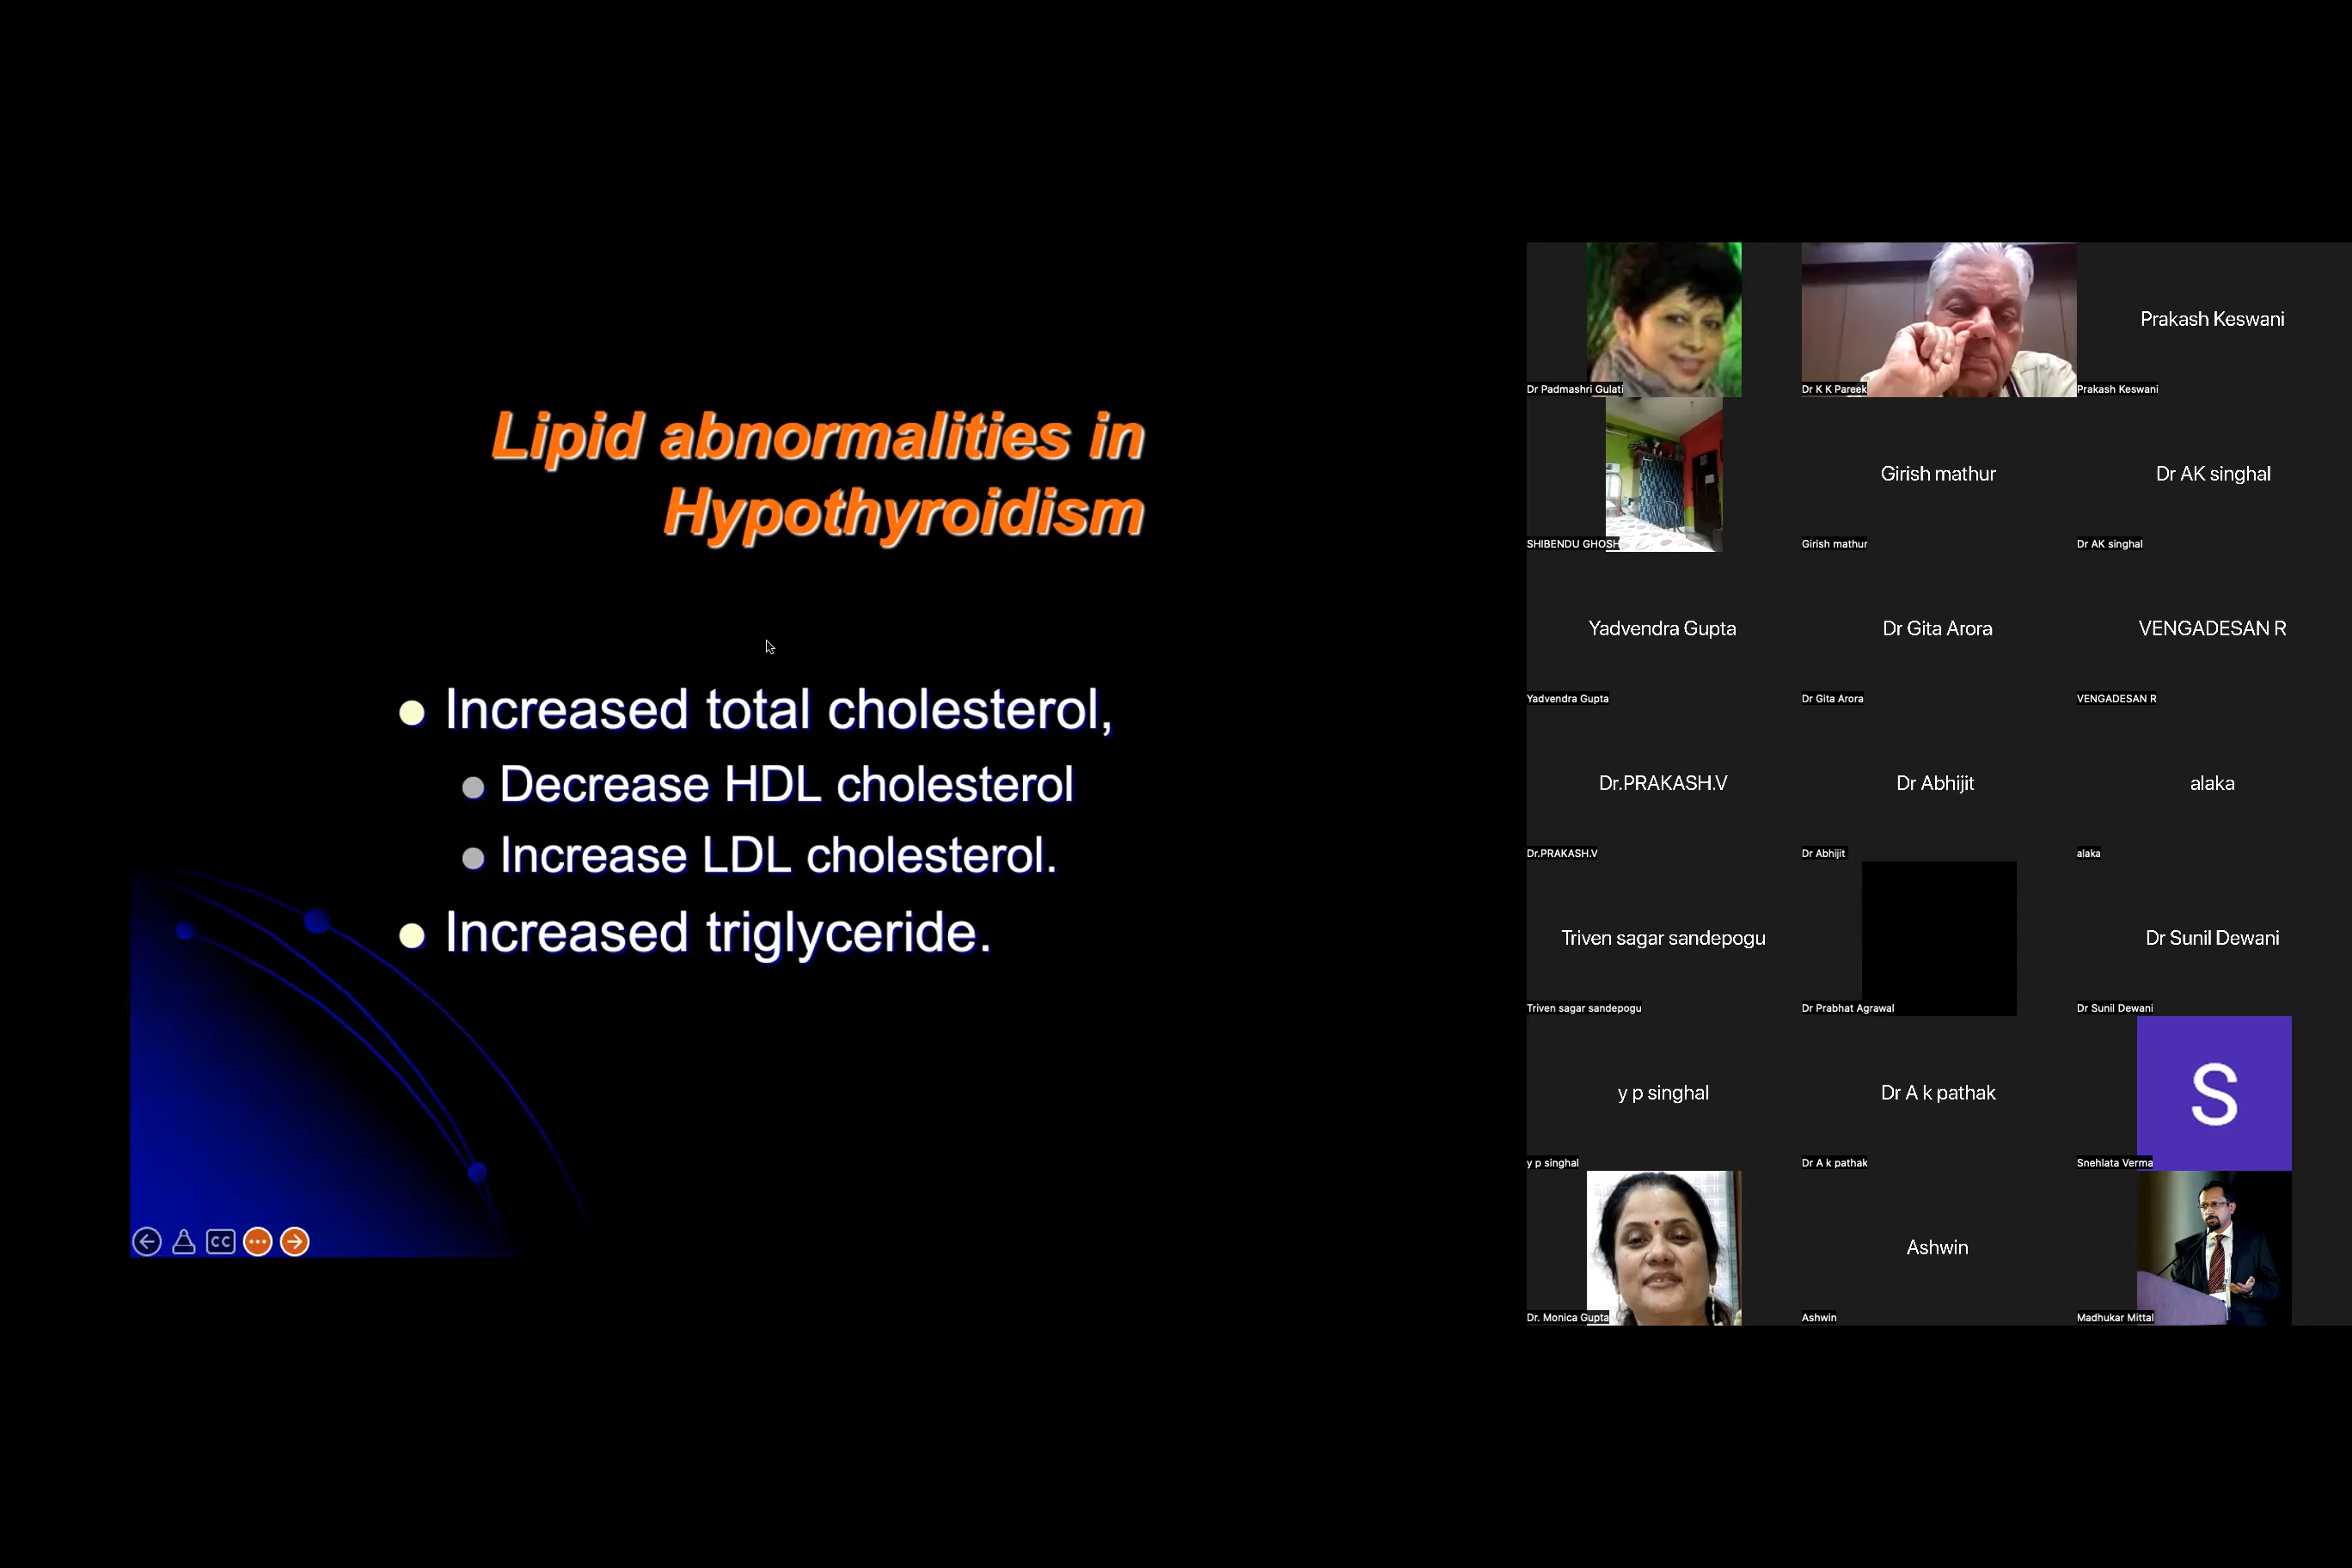 Lipid abnormalities in
Hypothyroidism
Increased total cholesterol,
Decrease HDL cholesterol
Increase LDL cholesterol.
Increased triglyceride.
CC
Dr Padmashri Gulati
Dr K K Pareek
Prakash Keswani
Prakash Keswani
SHIBENDU GHOSH
Girish mathur
Girish mathur
Dr AK singhal
Dr AK singhal
Yadvendra Gupta
Yadvendra Gupta
Dr Gita Arora
Dr Gita Arora
VENGADESAN R
VENGADESAN R
Dr.PRAKASH.V
Dr.PRAKASH.V
Dr Abhijit
Dr Abhijit
alaka
alaka
Triven sagar sandepogu
Triven sagar sandepogu
Dr Prabhat Agrawal
Dr Sunil Dewani
Dr Sunil Dewani
y p singhal
y p singhal
Dr A k pathak
Dr A k pathak
S
Snehlata Verma
Dr. Monica Gupta
Ashwin
Ashwin
Madhukar Mittal